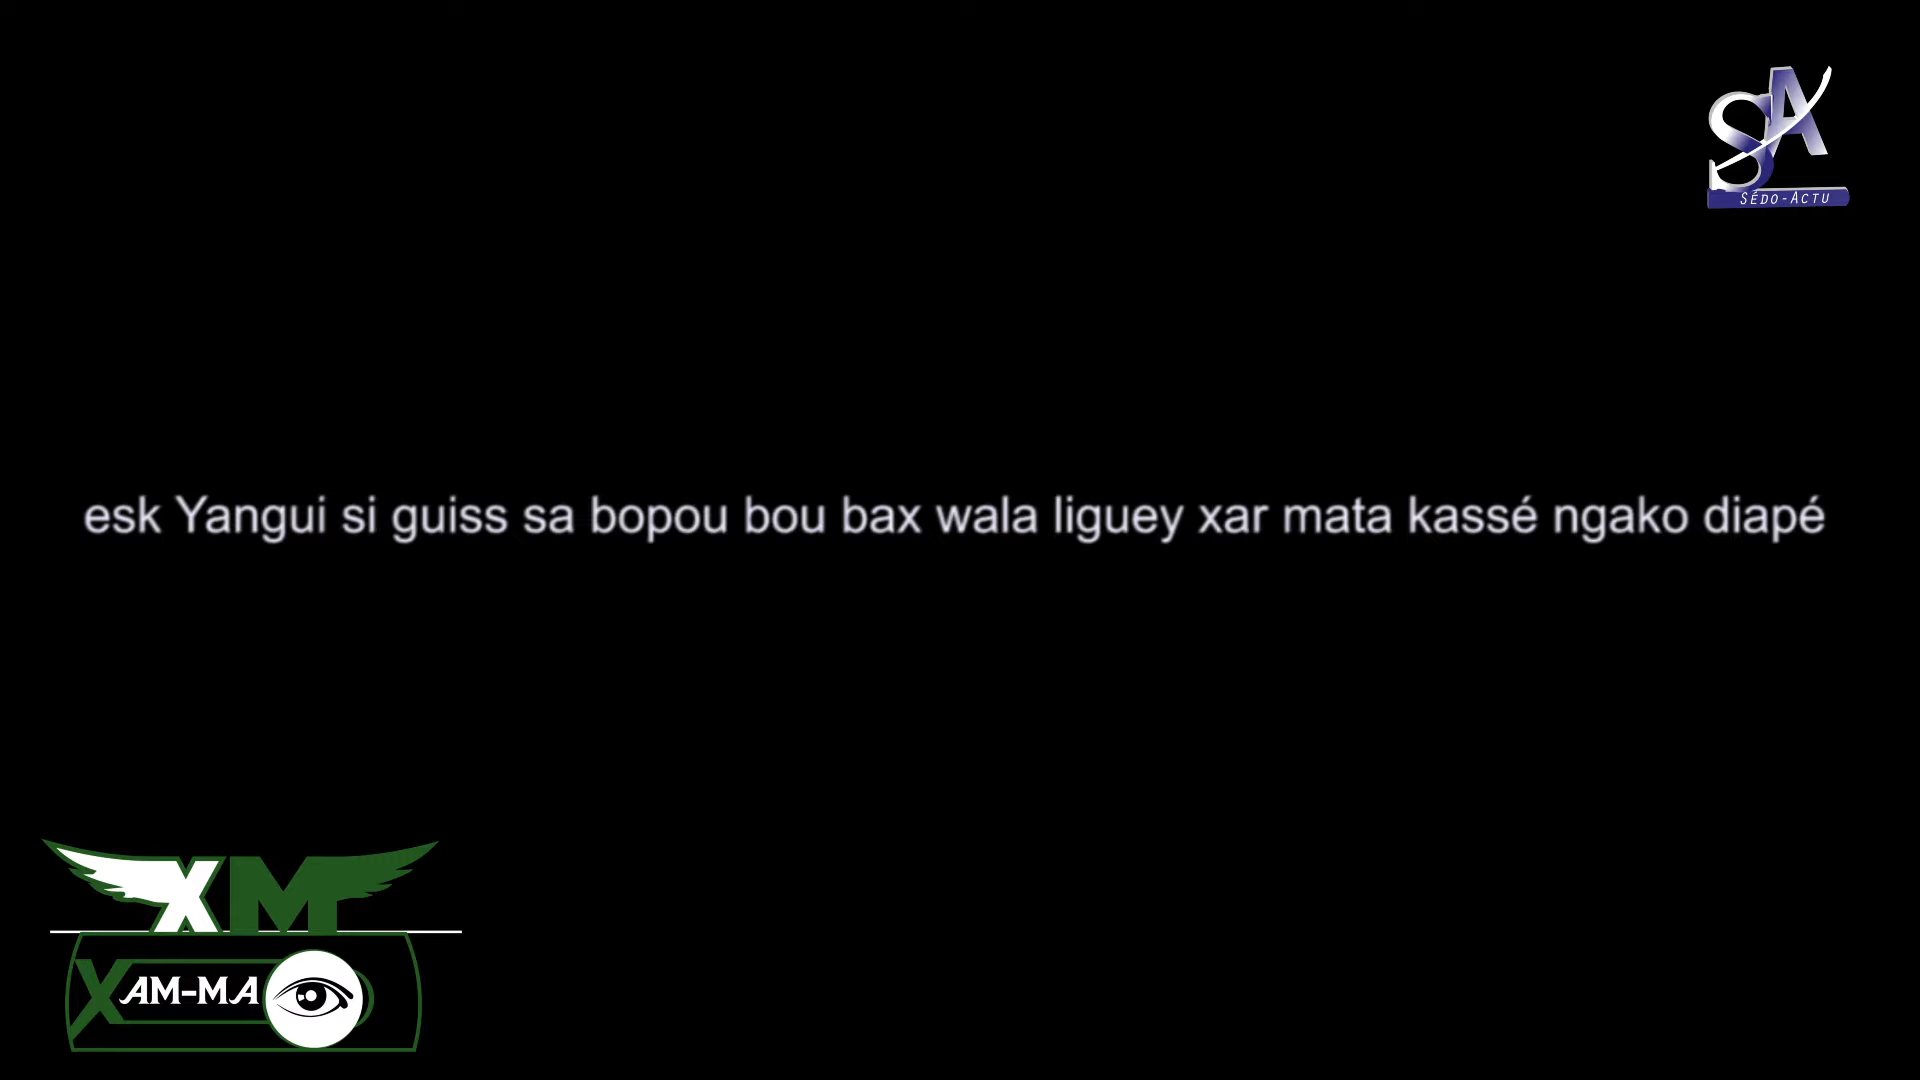 SA
SÉDO-ACTU
esk Yangui si guiss sa bopou bou bax wala liguey xar mata kassé ngako diapé
XM
XAM-MA